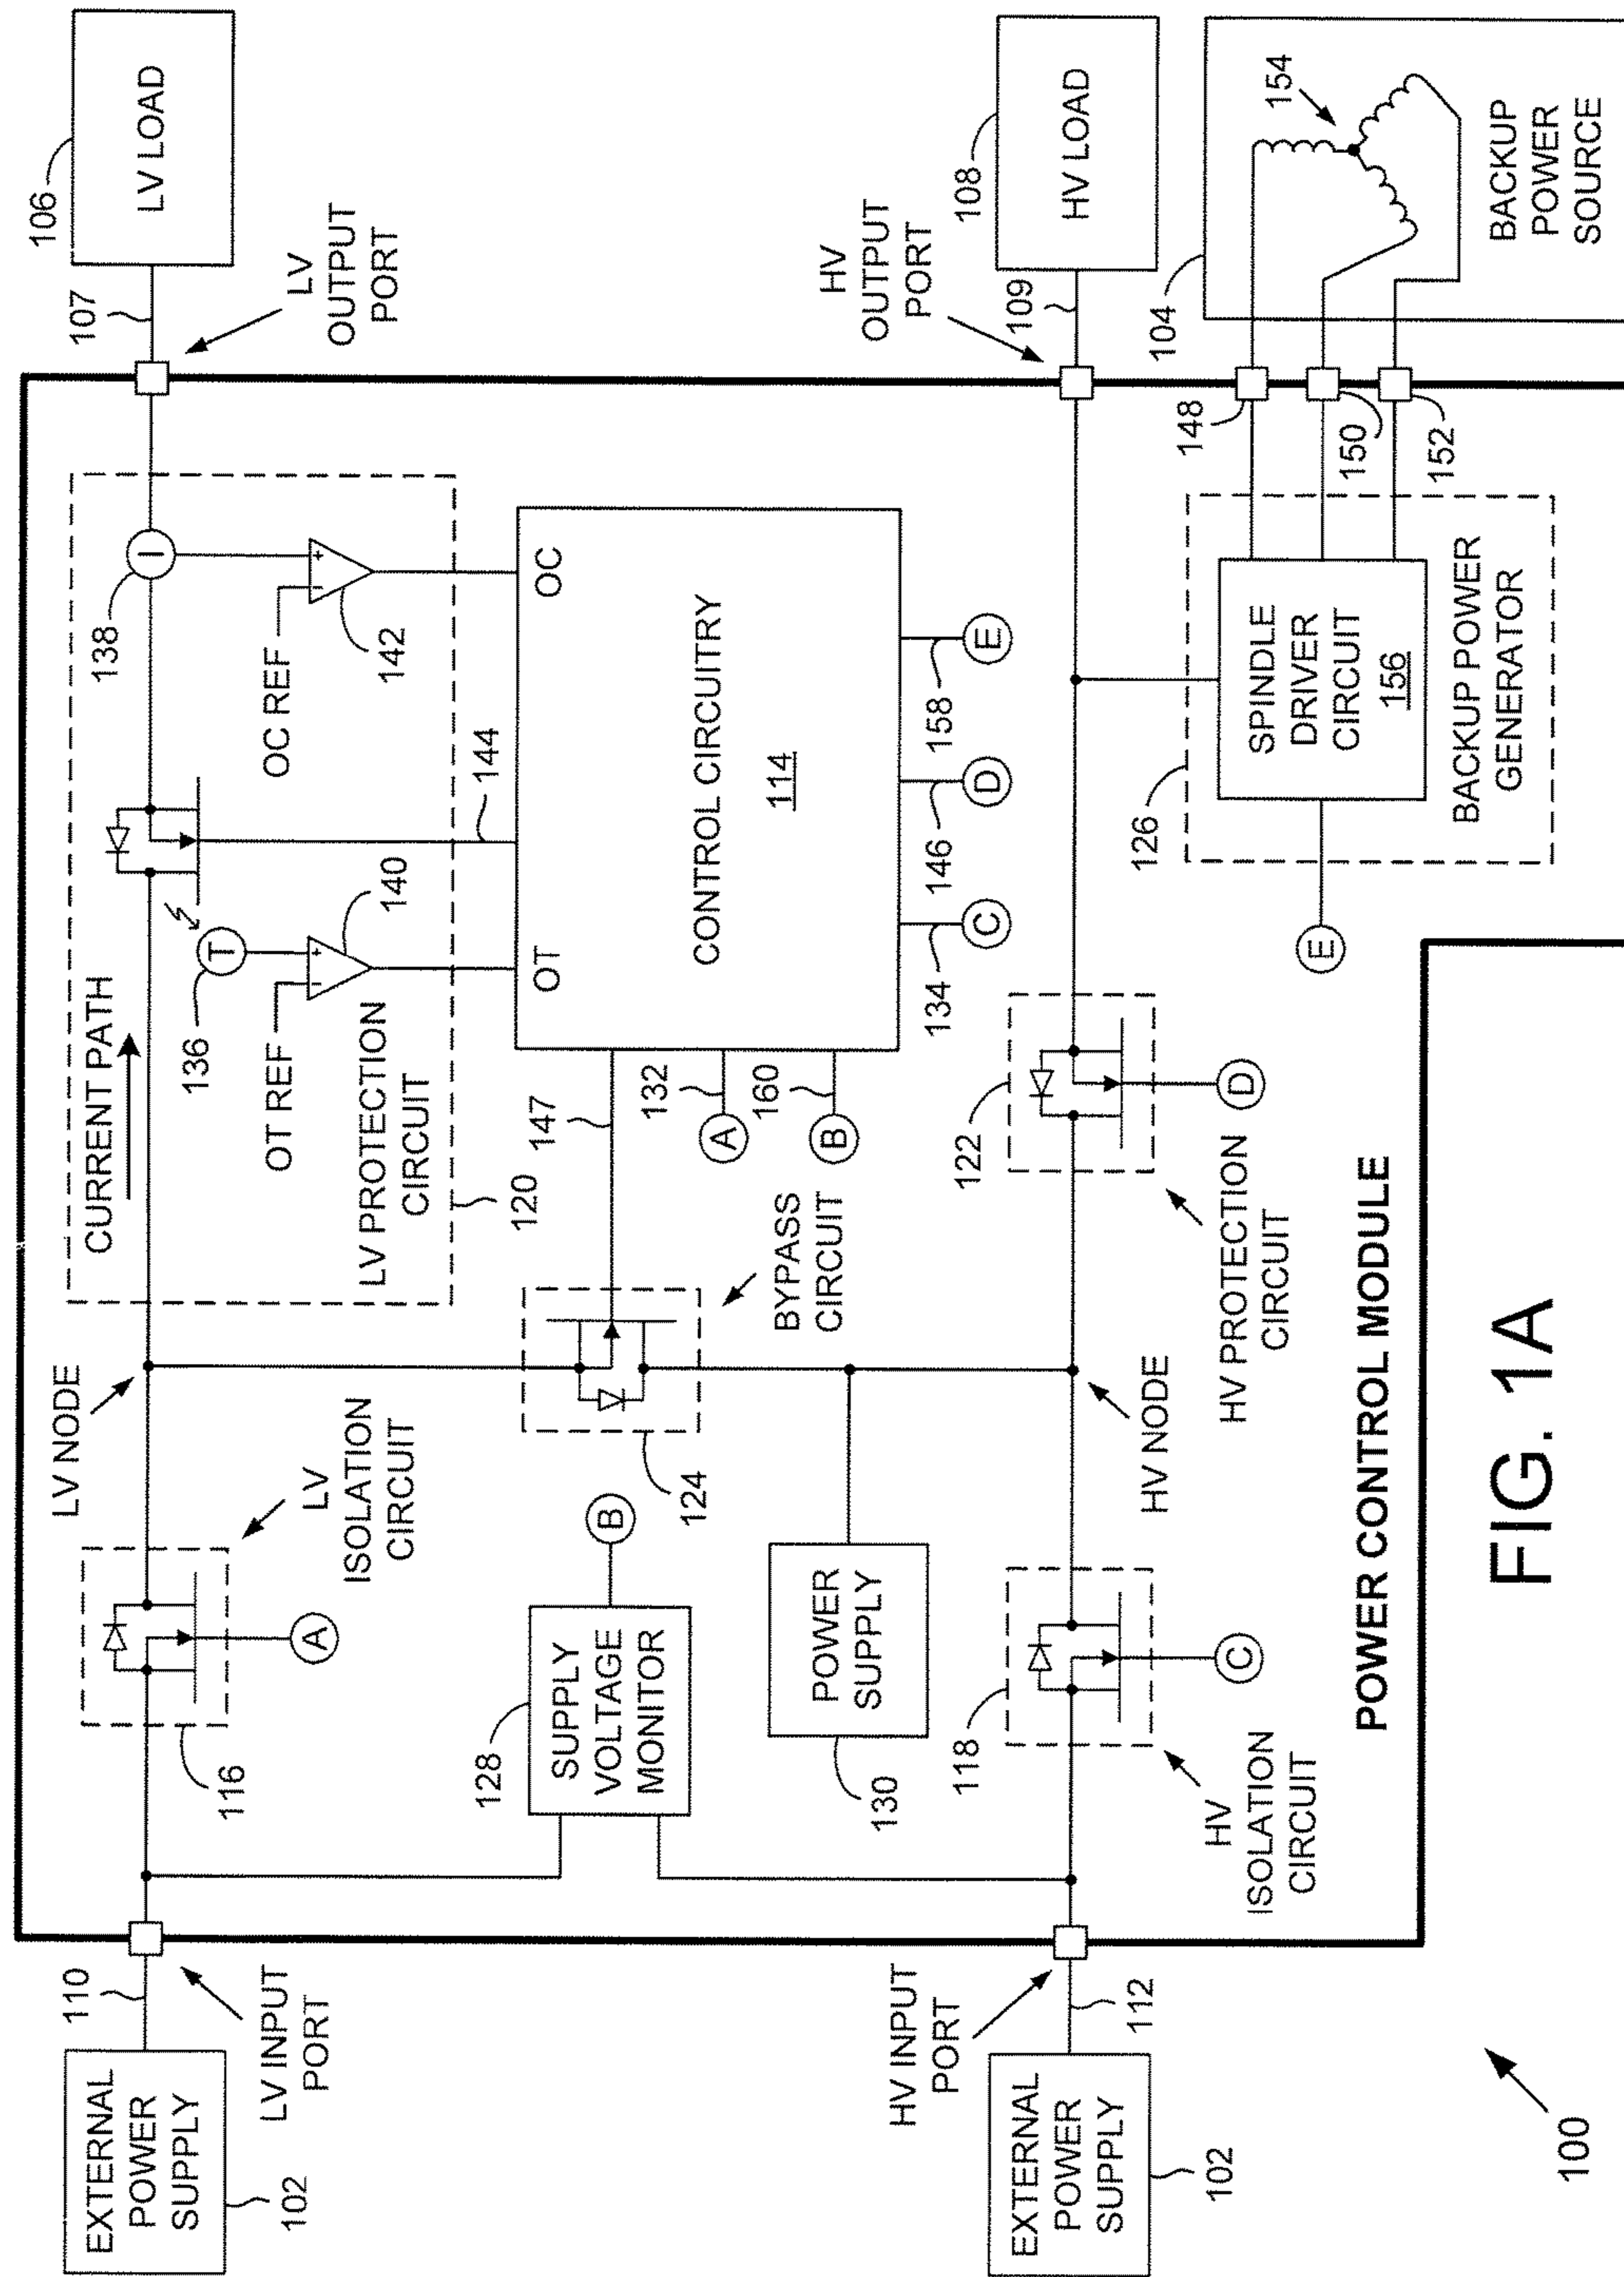 EXTERNAL
POWER
SUPPLY
102
110
LV INPUT
PORT
116
A
LV
ISOLATION
CIRCUIT
LV NODE
CURRENT PATH
136
T
OT REF
140
LV PROTECTION
CIRCUIT
120
138
I
OC REF
142
144
107
106
LV LOAD
LV
OUTPUT
PORT
128
SUPPLY
VOLTAGE
MONITOR
B
124
BYPASS
CIRCUIT
147
132
A
160
B
OT
OC
CONTROL CIRCUITRY
114
134
C
146
D
158
E
130
POWER
SUPPLY
EXTERNAL
POWER
SUPPLY
102
112
HV INPUT
PORT
118
C
HV
ISOLATION
CIRCUIT
HV NODE
122
D
HV PROTECTION
CIRCUIT
HV
OUTPUT
PORT
109
108
HV LOAD
126
E
SPINDLE
DRIVER
CIRCUIT
156
BACKUP POWER
GENERATOR
148
150
152
104
154
BACKUP
POWER
SOURCE
POWER CONTROL MODULE
100
FIG. 1A